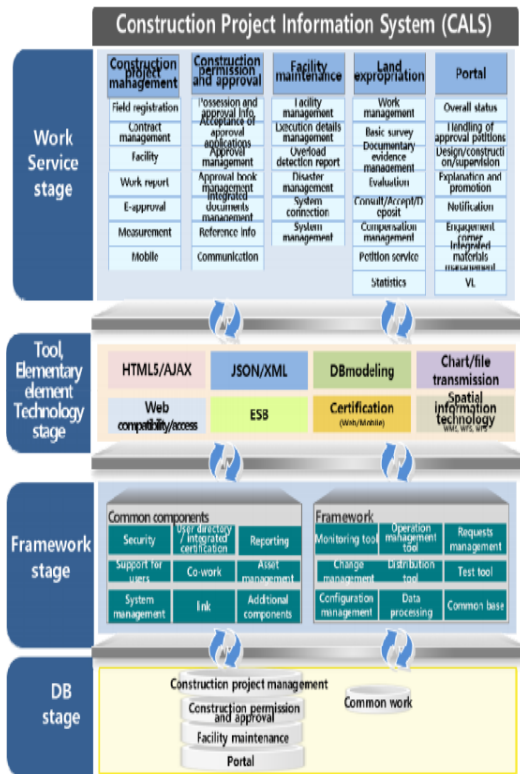 Construction Project Information System (CALS)
Work
Service
stage
Construction
project
management
Field registration
Contract
management
Facility
Work report
E-approval
Measurement
Mobile
Construction
permission
and approval
Possession and
approval info.
Acceptance of
approval
applications
Approval
management
Approval book
management
Integrated
documents
management
Reference info
Communication
Facility
maintenance
Facility
management
Execution details
management
Overload
detection report
Disaster
management
System
connection
System
management
Land
expropriation
Work
management
Basic survey
Documentary
evidence
management
Evaluation
Consult/Accept/D
eposit
Compensation
management
Petition service
Statistics
Portal
Overall status
Handling of
approval petitions
Design/constructi
on/supervision
Explanation and
promotion
Notification
Engagement
corner
Integrated
materials
management
VL
Tool,
Elementary
element
Technology
stage
HTML5/AJAX
JSON/XML
DBmodeling
Chart/file
transmission
Web
compatibility/access
ESB
Certification
(Web/Mobile)
Spatial
information
technology
WMS, WFS, WPS
Framework
stage
Common components
Security
User directory
/ integrated
certification
Reporting
Support for
users
Co-work
Asset
management
System
management
link
Additional
components
Framework
Monitoring tool
Operation
management
tool
Requests
management
Change
management
Distribution
tool
Test tool
Configuration
management
Data
processing
Common base
DB
stage
Construction project management
Construction permission
and approval
Facility maintenance
Portal
Common work